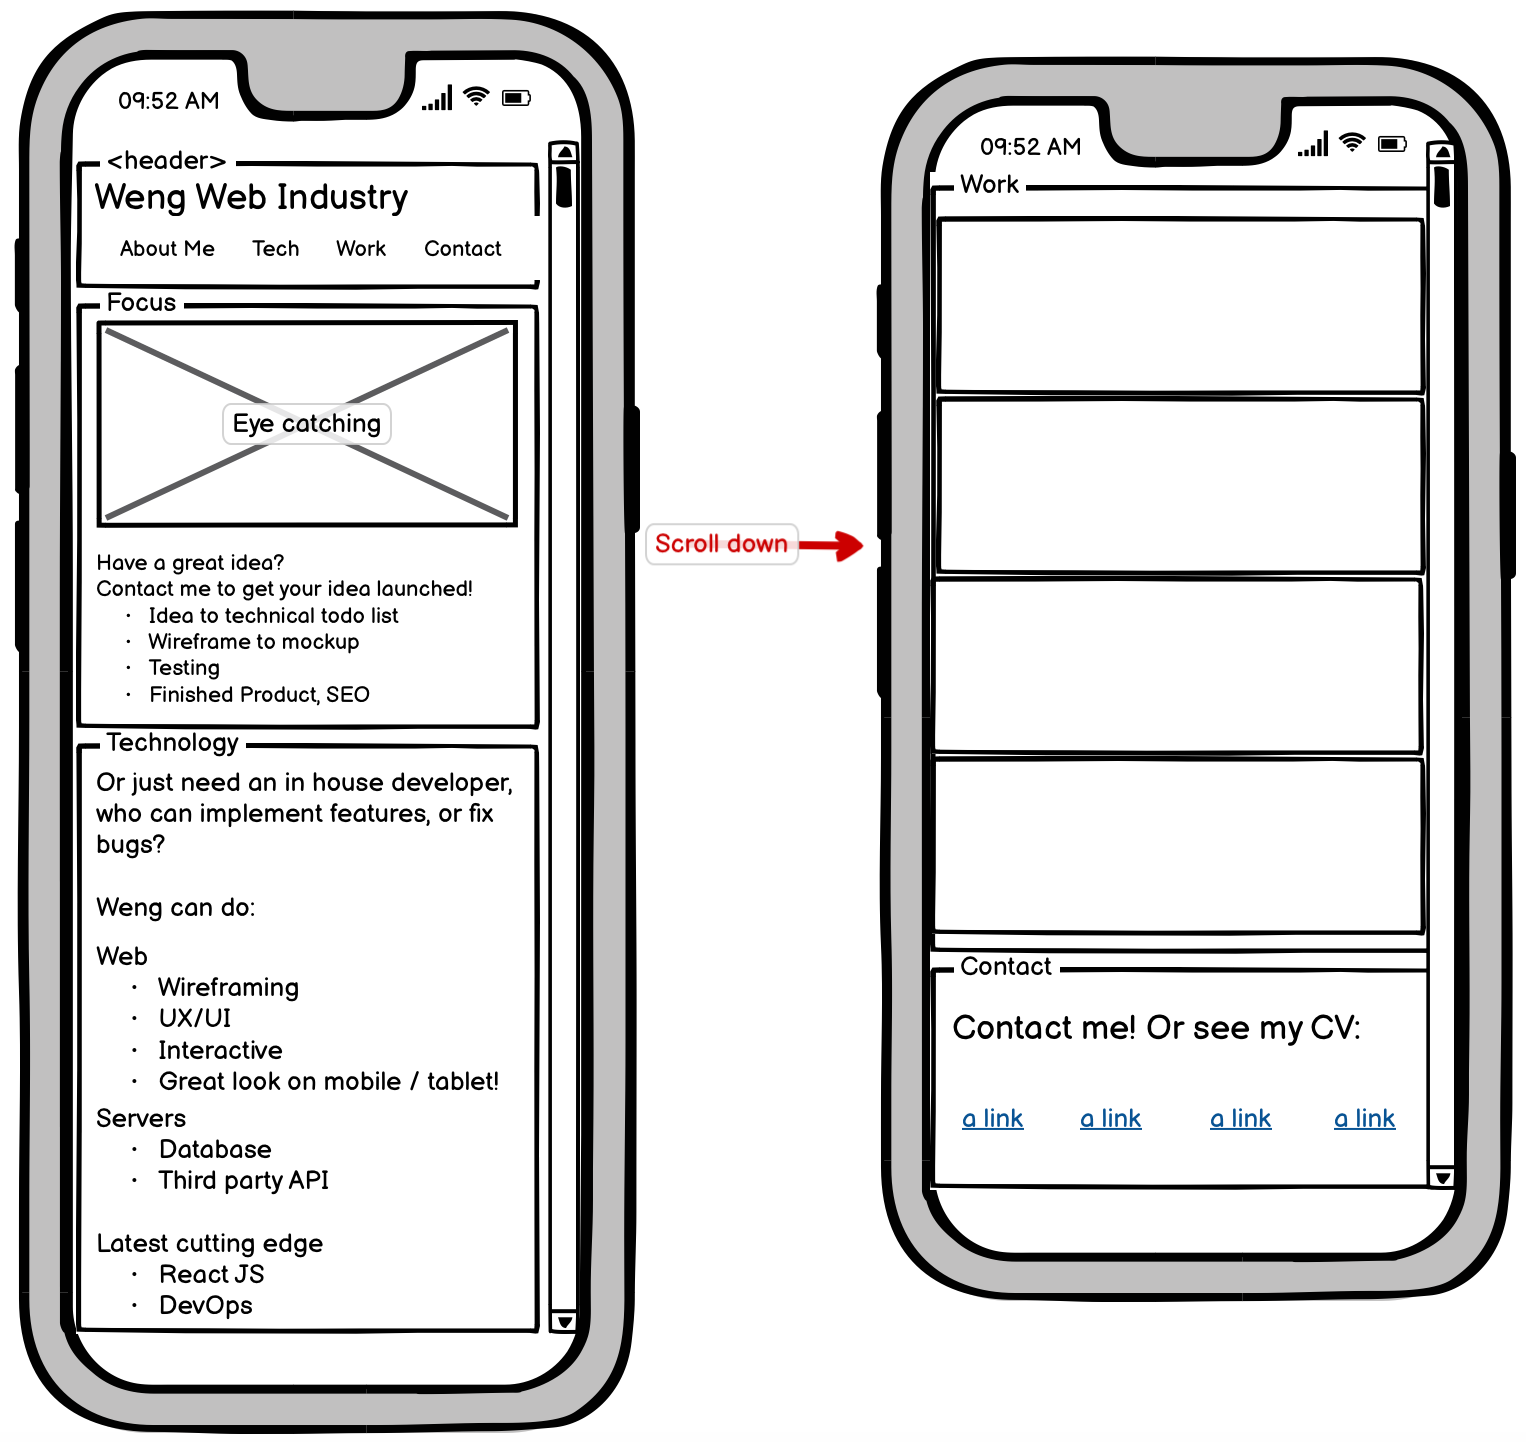 09:52 AM
<header>
Weng Web Industry
About Me Tech Work Contact
Focus
Eye catching
Have a great idea?
Contact me to get your idea launched!
· Idea to technical todo list
· Wireframe to mockup
· Testing
· Finished Product, SEO
Technology
Or just need an in house developer,
who can implement features, or fix
bugs?
Weng can do:
Web
· Wireframing
· UX/UI
· Interactive
· Great look on mobile / tablet!
Servers
· Database
· Third party API
Latest cutting edge
· React JS
· DevOps
Scroll down
09:52 AM
Work
Contact
Contact me! Or see my CV:
a link a link a link a link